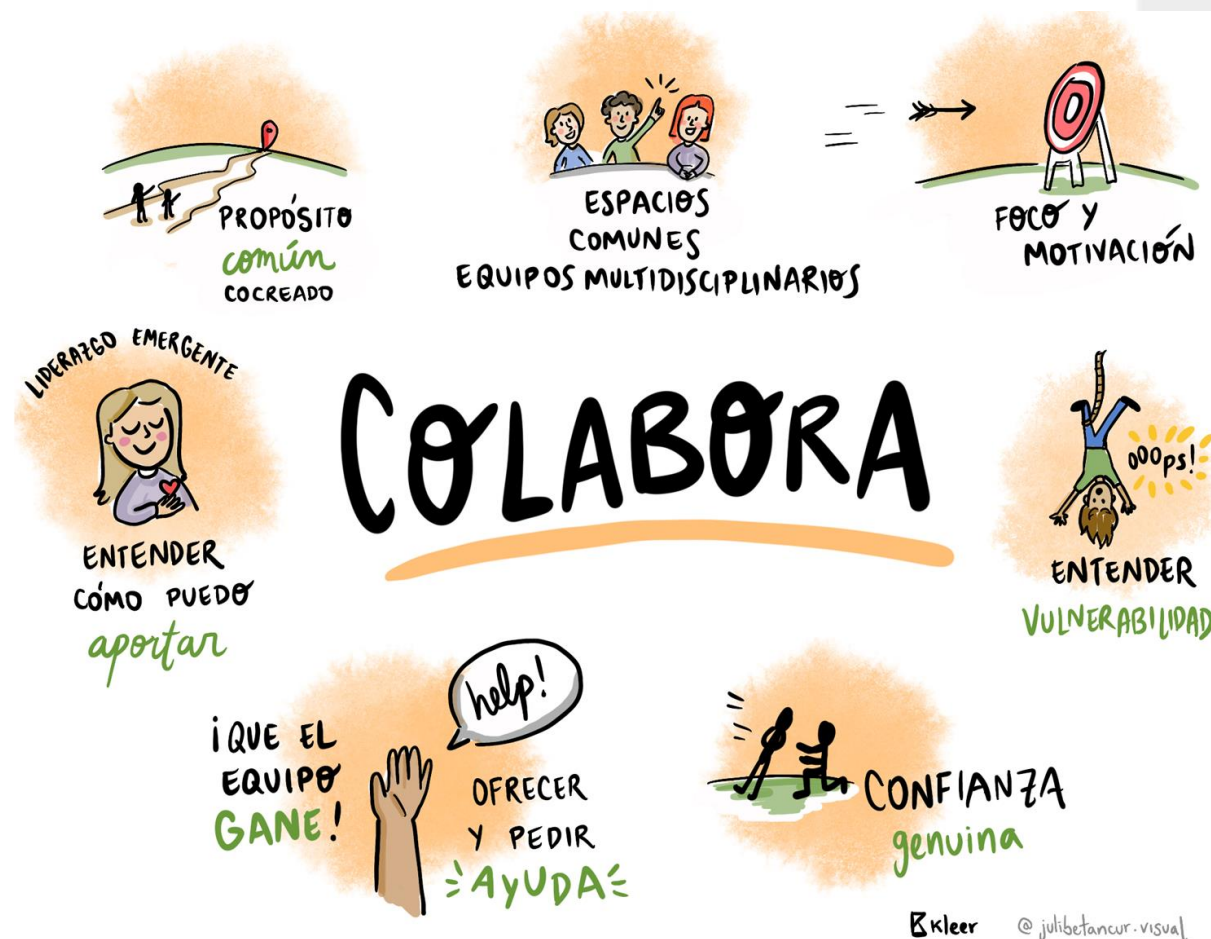 PROPÓSITO
común
COCREADO
ESPACIOS
COMUNES
EQUIPOS MULTIDISCIPLINARIOS
FOCO Y
MOTIVACIÓN
LIDERAZGO EMERGENTE
ENTENDER
CÓMO PUEDO
aportar
COLABORA
OOOps!
ENTENDER
VULNERABILIDAD
¡QUE EL
EQUIPO
GANE!
help!
OFRECER
Y PEDIR
AYUDA
CONFIANZA
genuina
Kleer
@julibetancur.visual